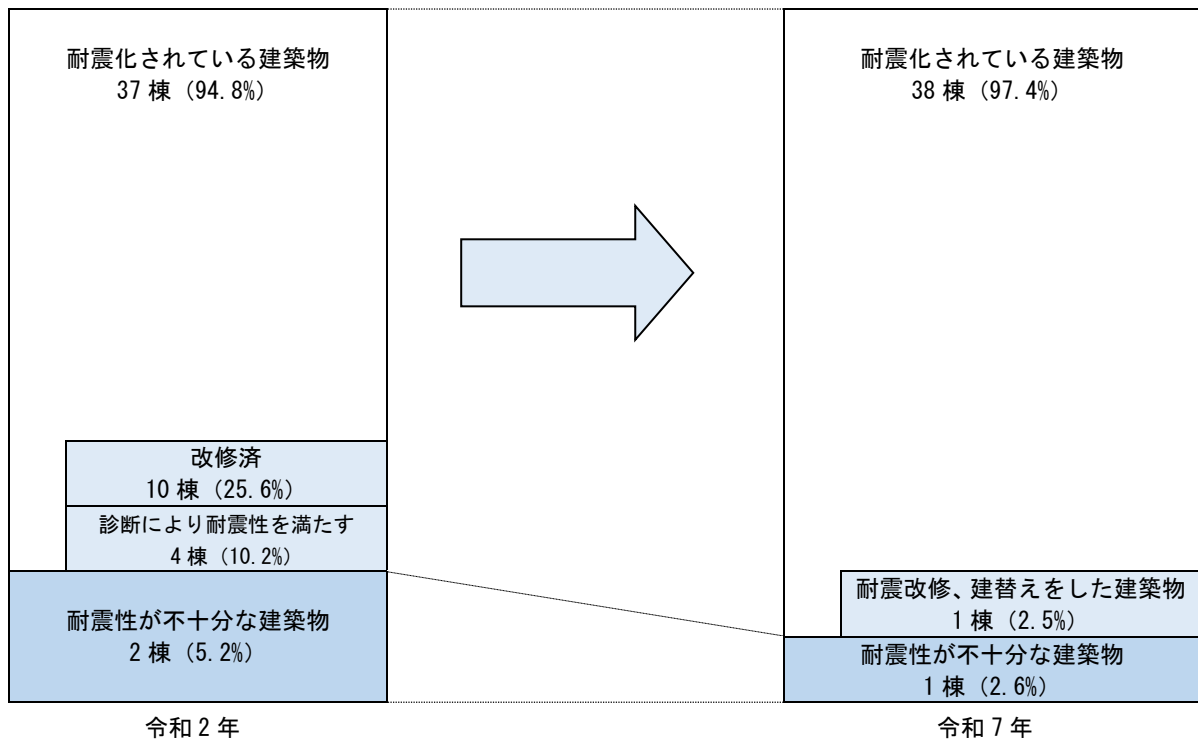 耐震化されている建築物
37 棟（94.8%）
改修済
10 棟（25.6%）
診断により耐震性を満たす
4 棟（10.2%）
耐震性が不十分な建築物
2 棟（5.2%）
令和 2 年
耐震化されている建築物
38 棟（97.4%）
耐震改修、建替えをした建築物
1 棟（2.5%）
耐震性が不十分な建築物
1 棟（2.6%）
令和 7 年